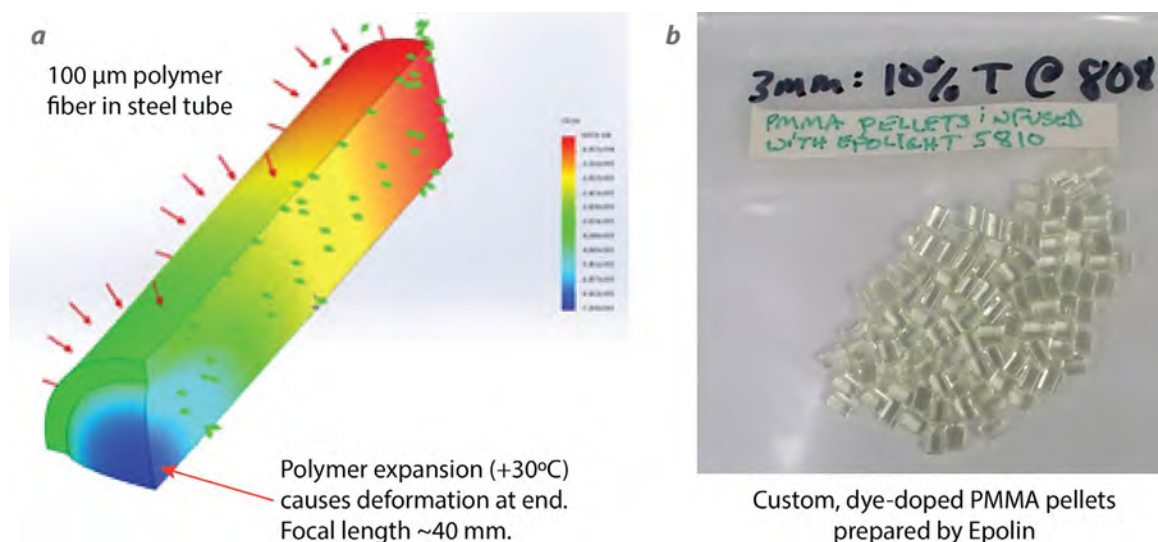 a
100 µm polymer
fiber in steel tube
Polymer expansion (+30ºC)
causes deformation at end.
Focal length ~40 mm.
b
3mm: 10% T @ 808
PMMA PELLETS iNFUSED
WITH EPOLIGHT 5810
Custom, dye-doped PMMA pellets
prepared by Epolin